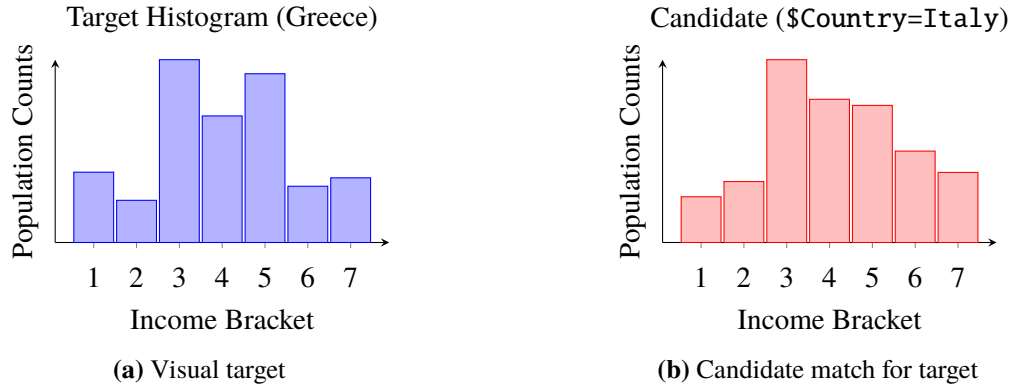 Target Histogram (Greece)
Population Counts
1 2 3 4 5 6 7
Income Bracket
(a) Visual target
Candidate ($Country=Italy)
Population Counts
1 2 3 4 5 6 7
Income Bracket
(b) Candidate match for target